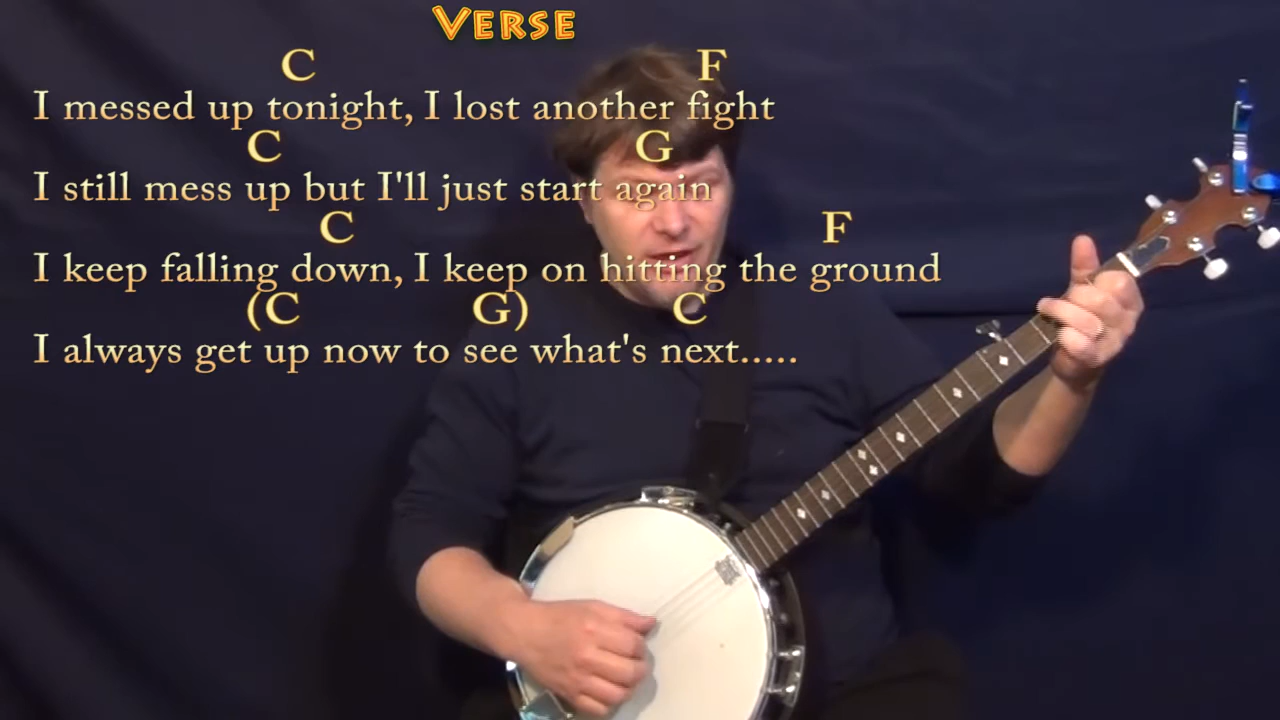 VERSE
C F
I messed up tonight, I lost another fight
C G
I still mess up but I'll just start again
C F
I keep falling down, I keep on hitting the ground
(C G) C
I always get up now to see what's next.....